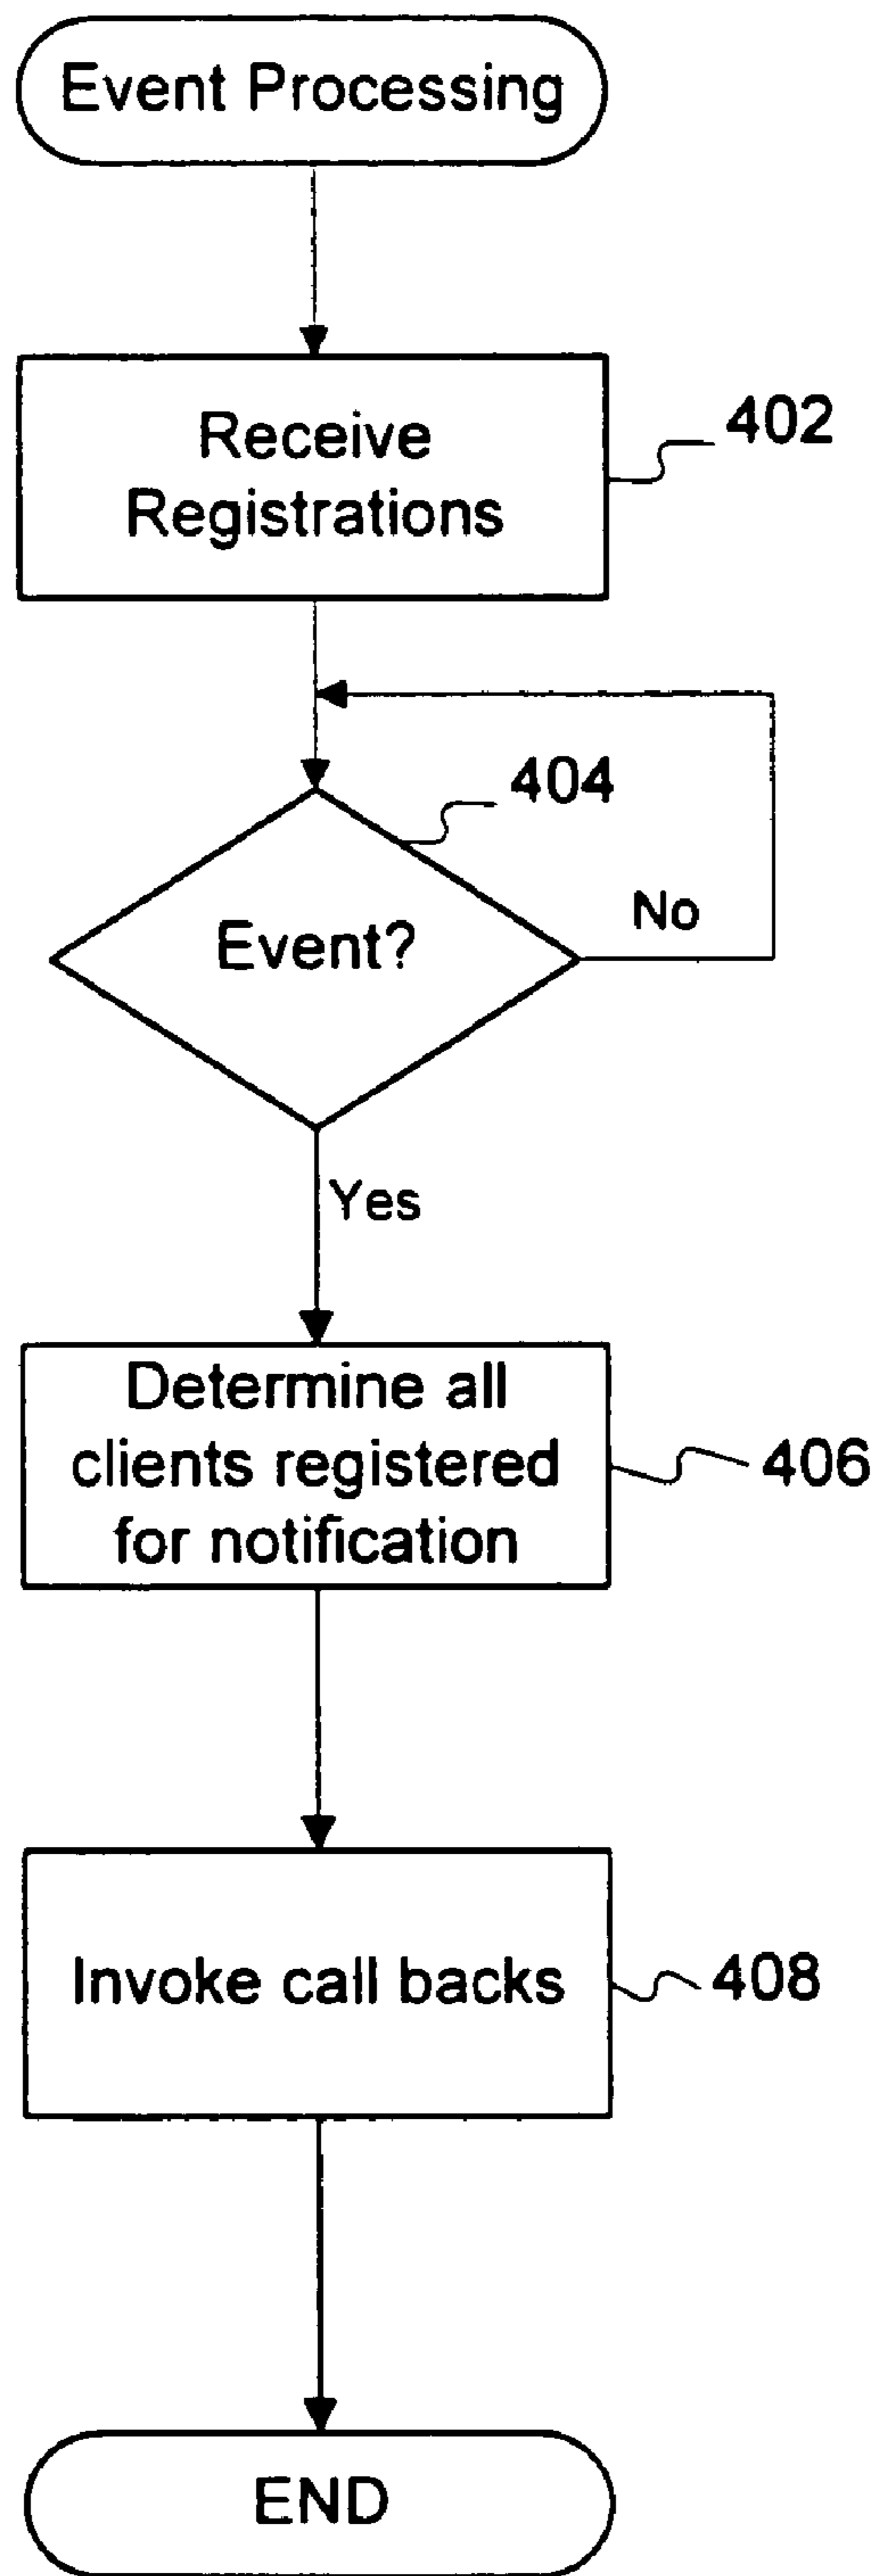 Event Processing
Receive
Registrations
402
404
Event?
No
Yes
Determine all
clients registered
for notification
406
Invoke call backs
408
END